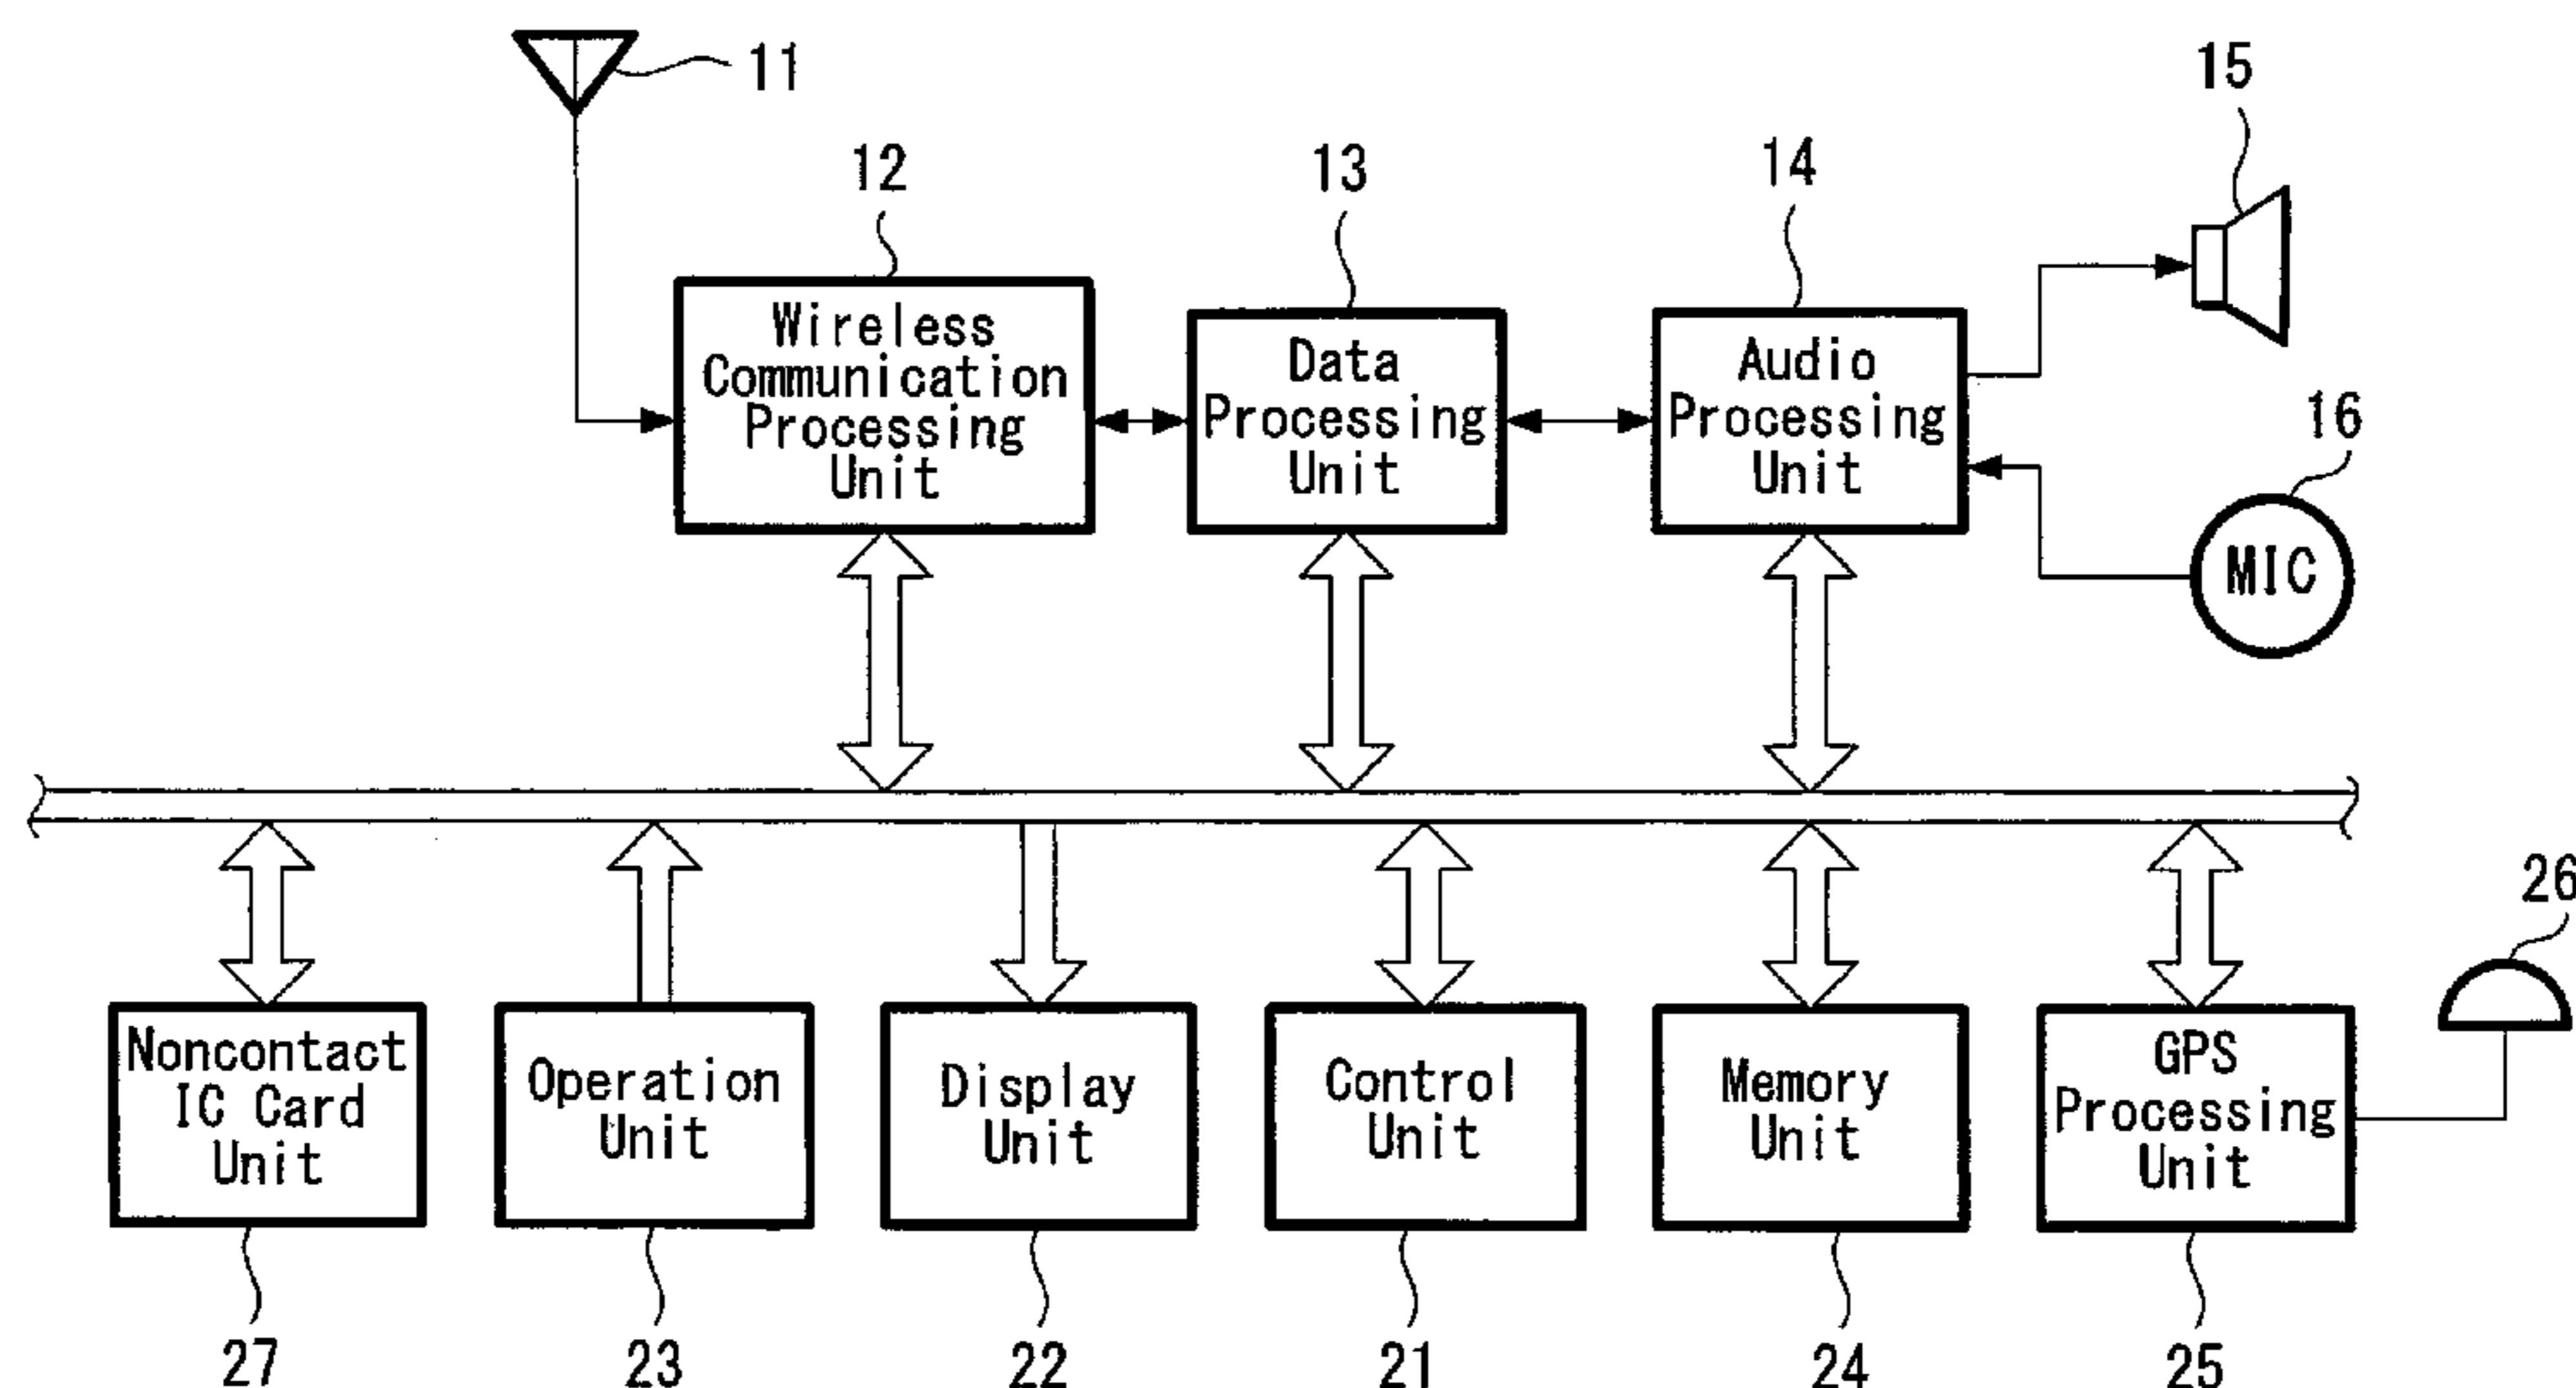 11
15
12
13
14
Wireless
Communication
Processing
Unit
Data
Processing
Unit
Audio
Processing
Unit
16
MIC
26
Noncontact
IC Card
Unit
Operation
Unit
Display
Unit
Control
Unit
Memory
Unit
GPS
Processing
Unit
27
23
22
21
24
25